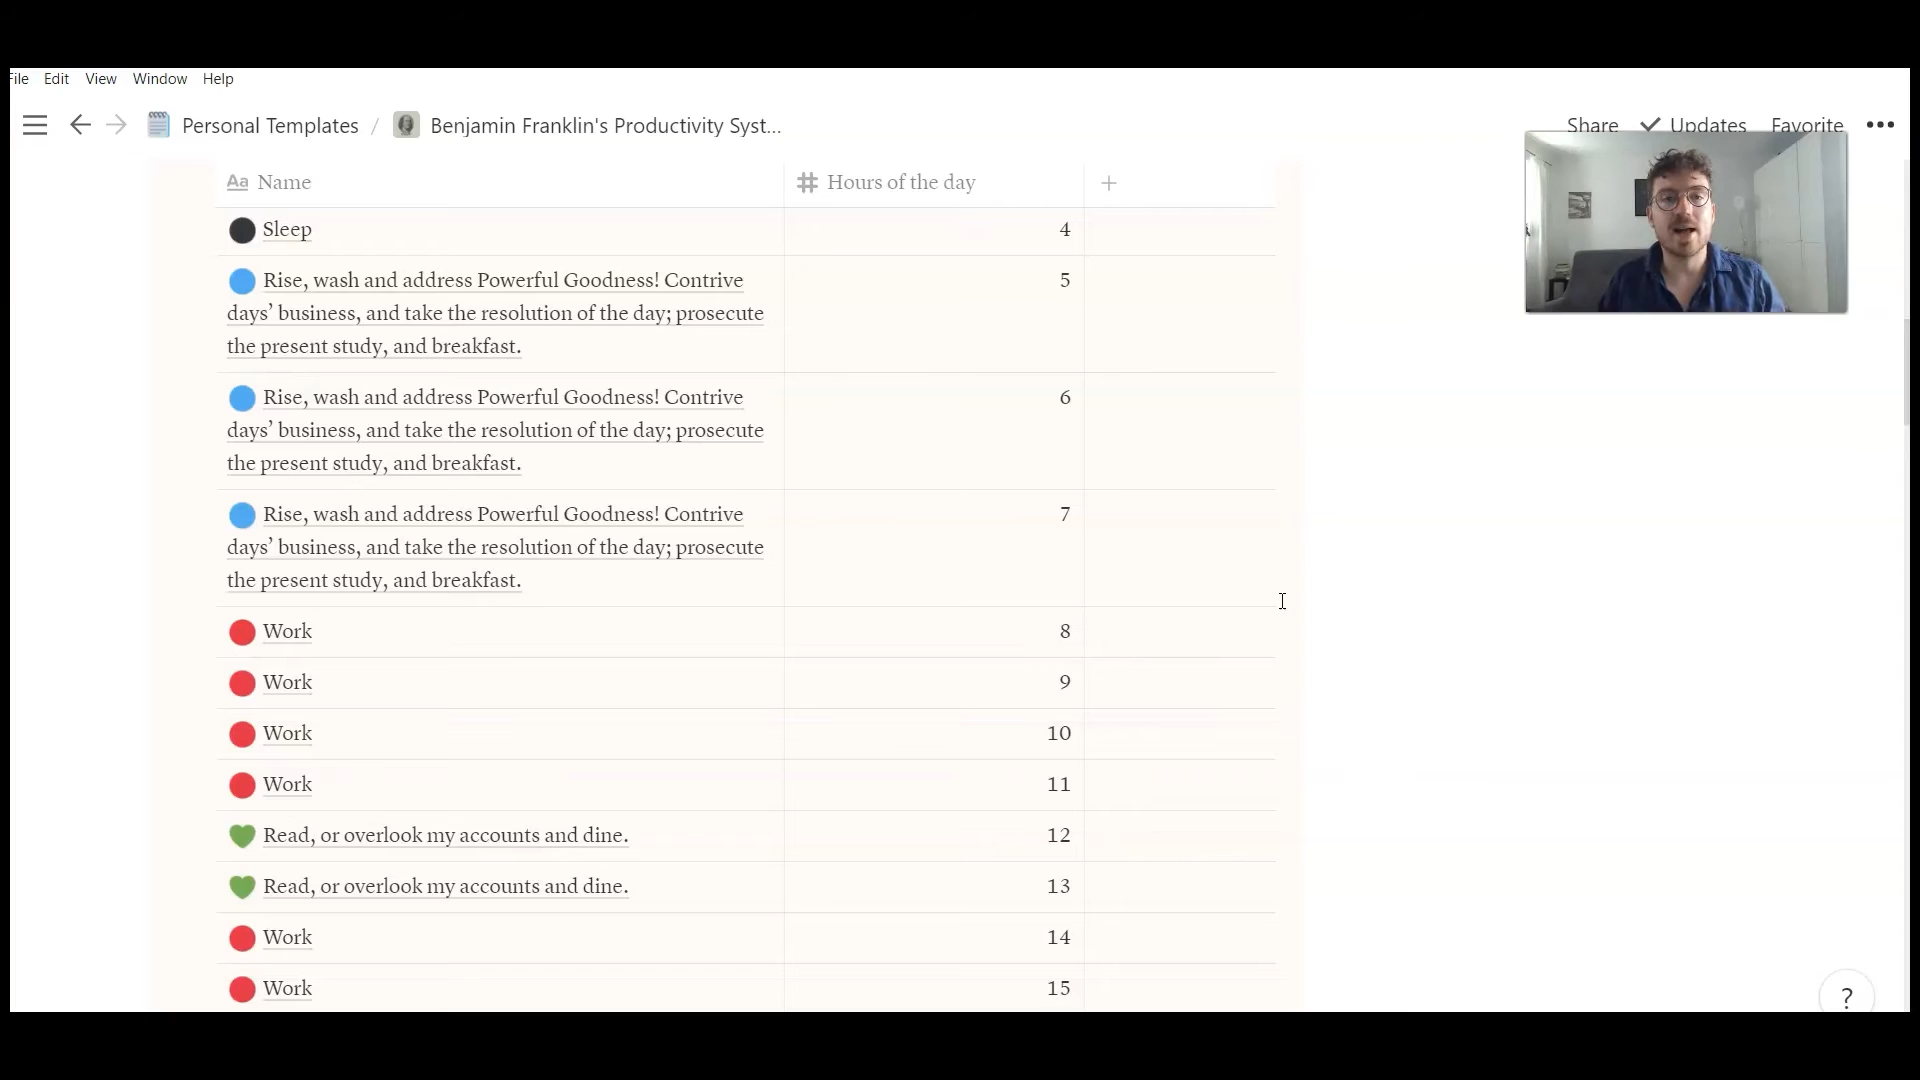 File Edit View Window Help
Personal Templates / Benjamin Franklin's Productivity Syst... Share Updates Favorite
Aa Name # Hours of the day +
Sleep 4
Rise, wash and address Powerful Goodness! Contrive 5
days’ business, and take the resolution of the day; prosecute
the present study, and breakfast.
Rise, wash and address Powerful Goodness! Contrive 6
days’ business, and take the resolution of the day; prosecute
the present study, and breakfast.
Rise, wash and address Powerful Goodness! Contrive 7
days’ business, and take the resolution of the day; prosecute
the present study, and breakfast.
Work 8
Work 9
Work 10
Work 11
Read, or overlook my accounts and dine. 12
Read, or overlook my accounts and dine. 13
Work 14
Work 15
?